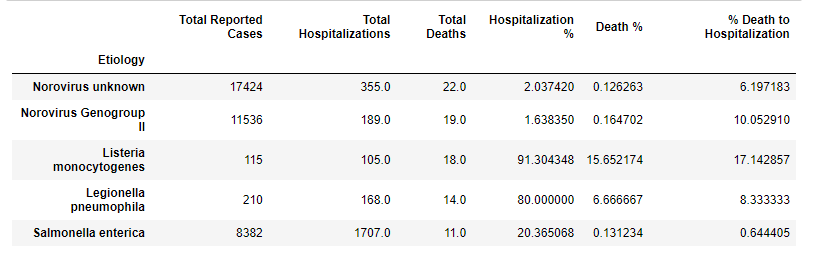 Total Reported Cases Total Hospitalizations Total Deaths Hospitalization % Death % % Death to Hospitalization
Etiology
Norovirus unknown 17424 355.0 22.0 2.037420 0.126263 6.197183
Norovirus Genogroup II 11536 189.0 19.0 1.638350 0.164702 10.052910
Listeria monocytogenes 115 105.0 18.0 91.304348 15.652174 17.142857
Legionella pneumophila 210 168.0 14.0 80.000000 6.666667 8.333333
Salmonella enterica 8382 1707.0 11.0 20.365068 0.131234 0.644405